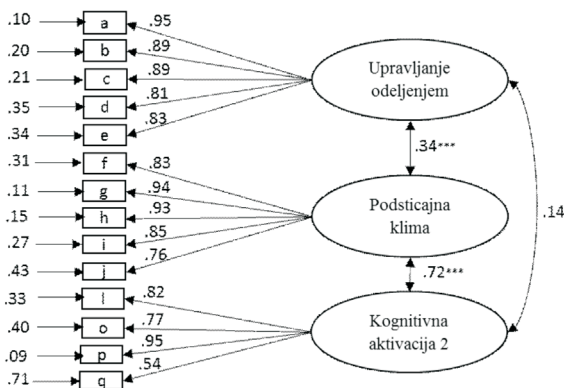 .10 a .95
.20 b .89
.21 c .89
.35 d .81
.34 e .83
.31 f .83
.11 g .94
.15 h .93
.27 i .85
.43 j .76
.33 l .82
.40 o .77
.09 p .95
.71 q .54
Upravljanje
odeljenjem
.34***
Podsticajna
klima
.72***
Kognitivna
aktivacija 2
.14